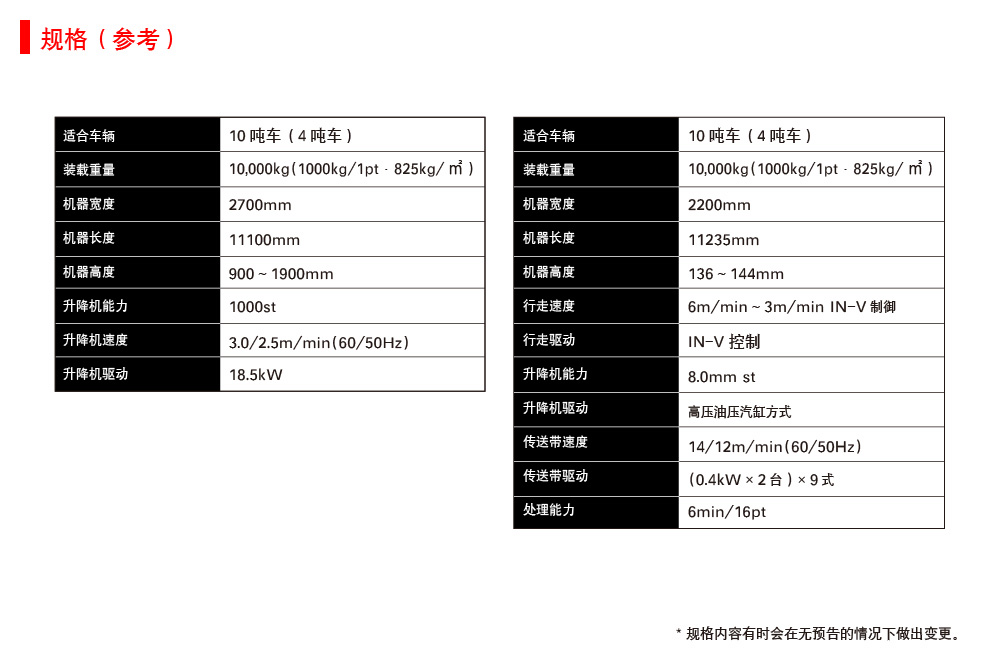 规格（参考）
适合车辆 10 吨车（4 吨车）
装载重量 10,000kg(1000kg/1pt · 825kg/ ㎡ )
机器宽度 2700mm
机器长度 11100mm
机器高度 900 ~ 1900mm
升降机能力 1000st
升降机速度 3.0/2.5m/min(60/50Hz)
升降机驱动 18.5kW
适合车辆 10 吨车（4 吨车）
装载重量 10,000kg(1000kg/1pt · 825kg/ ㎡ )
机器宽度 2200mm
机器长度 11235mm
机器高度 136 ~ 144mm
行走速度 6m/min ~ 3m/min IN-V 制御
行走驱动 IN-V 控制
升降机能力 8.0mm st
升降机驱动 高压油压汽缸方式
传送带速度 14/12m/min(60/50Hz)
传送带驱动 (0.4kW × 2 台 ) × 9 式
处理能力 6min/16pt
* 规格内容有时会在无预告的情况下做出变更。